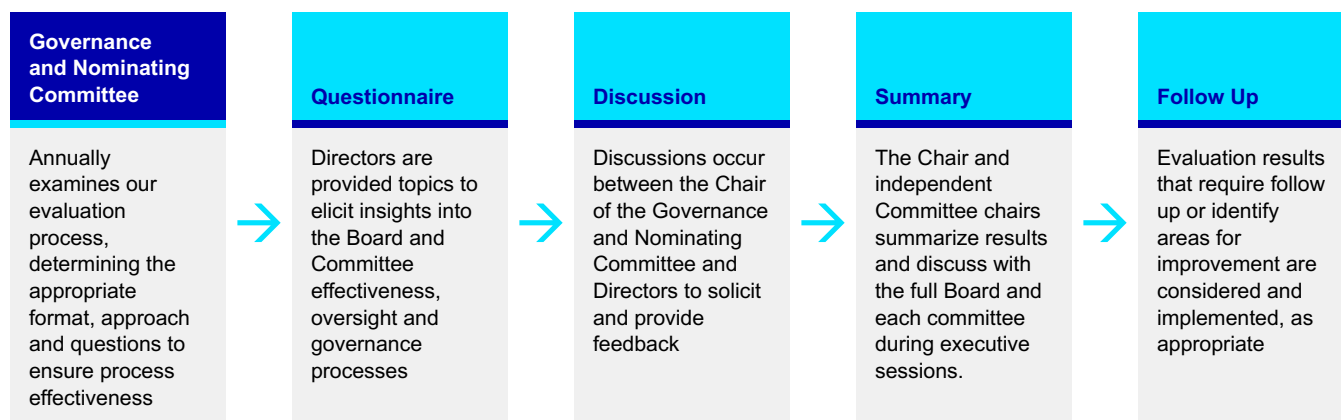 Governance
and Nominating
Committee
Annually
examines our
evaluation
process,
determining the
appropriate
format, approach
and questions to
ensure process
effectiveness
Questionnaire
Directors are
provided topics to
elicit insights into
the Board and
Committee
effectiveness,
oversight and
governance
processes
Discussion
Discussions occur
between the Chair
of the Governance
and Nominating
Committee and
Directors to solicit
and provide
feedback
Summary
The Chair and
independent
Committee chairs
summarize results
and discuss with
the full Board and
each committee
during executive
sessions.
Follow Up
Evaluation results
that require follow
up or identify
areas for
improvement are
considered and
implemented, as
appropriate